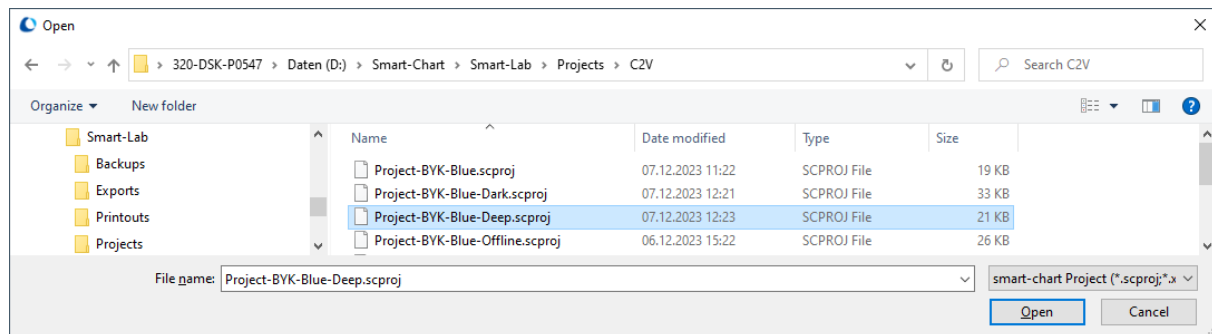 Open
320-DSK-P0547 > Daten (D:) > Smart-Chart > Smart-Lab > Projects > C2V
Search C2V
Organize New folder
Smart-Lab
Backups
Exports
Printouts
Projects
Name Date modified Type Size
Project-BYK-Blue.scproj 07.12.2023 11:22 SCPROJ File 19 KB
Project-BYK-Blue-Dark.scproj 07.12.2023 12:21 SCPROJ File 33 KB
Project-BYK-Blue-Deep.scproj 07.12.2023 12:23 SCPROJ File 21 KB
Project-BYK-Blue-Offline.scproj 06.12.2023 15:22 SCPROJ File 26 KB
File name: Project-BYK-Blue-Deep.scproj
smart-chart Project (*.scproj;*.x
Open Cancel